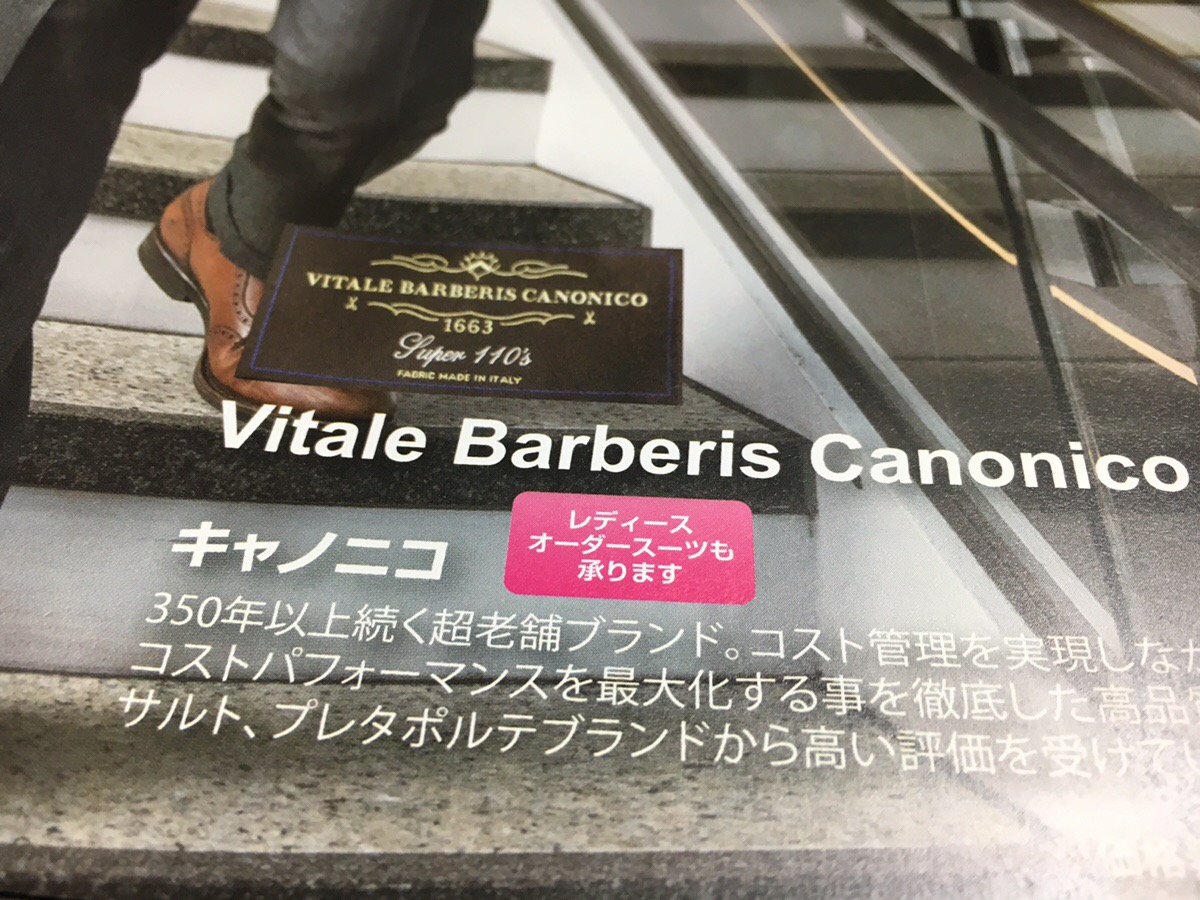 VITALE BARBERIS CANONICO
1663
Super 110's
FABRIC MADE IN ITALY
Vitale Barberis Canonico
キャノニコ
レディース
オーダースーツも
承ります
350年以上続く超老舗ブランド。コスト管理を実現しなが
コストパフォーマンスを最大化する事を徹底した高品
サルト、プレタポルテブランドから高い評価を受けてい
価格